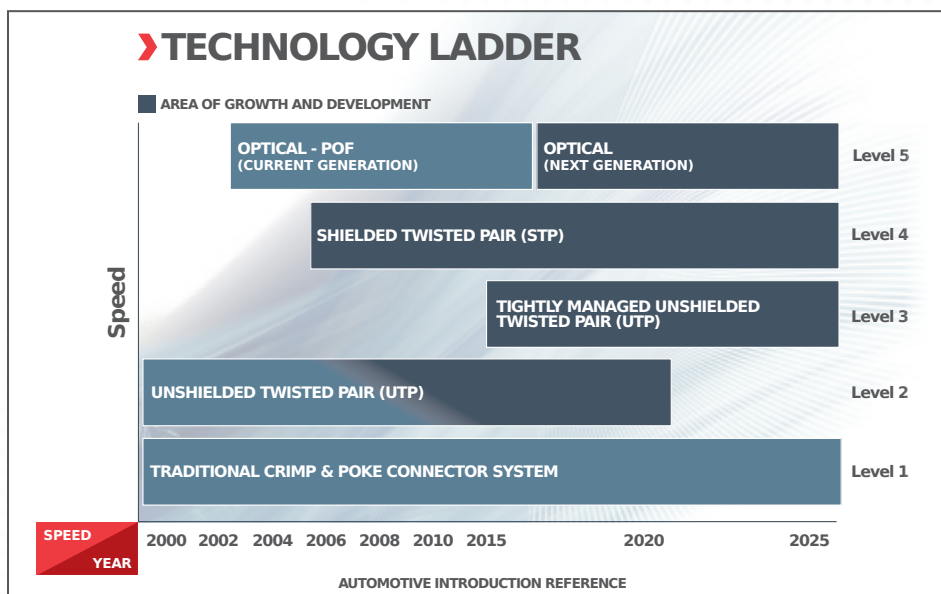 TECHNOLOGY LADDER
AREA OF GROWTH AND DEVELOPMENT
OPTICAL - POF
(CURRENT GENERATION)
OPTICAL
(NEXT GENERATION)
Level 5
SHIELDED TWISTED PAIR (STP)
Level 4
TIGHTLY MANAGED UNSHIELDED
TWISTED PAIR (UTP)
Level 3
Speed
UNSHIELDED TWISTED PAIR (UTP)
Level 2
TRADITIONAL CRIMP & POKE CONNECTOR SYSTEM
Level 1
SPEED
YEAR
2000 2002 2004 2006 2008 2010 2015 2020 2025
AUTOMOTIVE INTRODUCTION REFERENCE